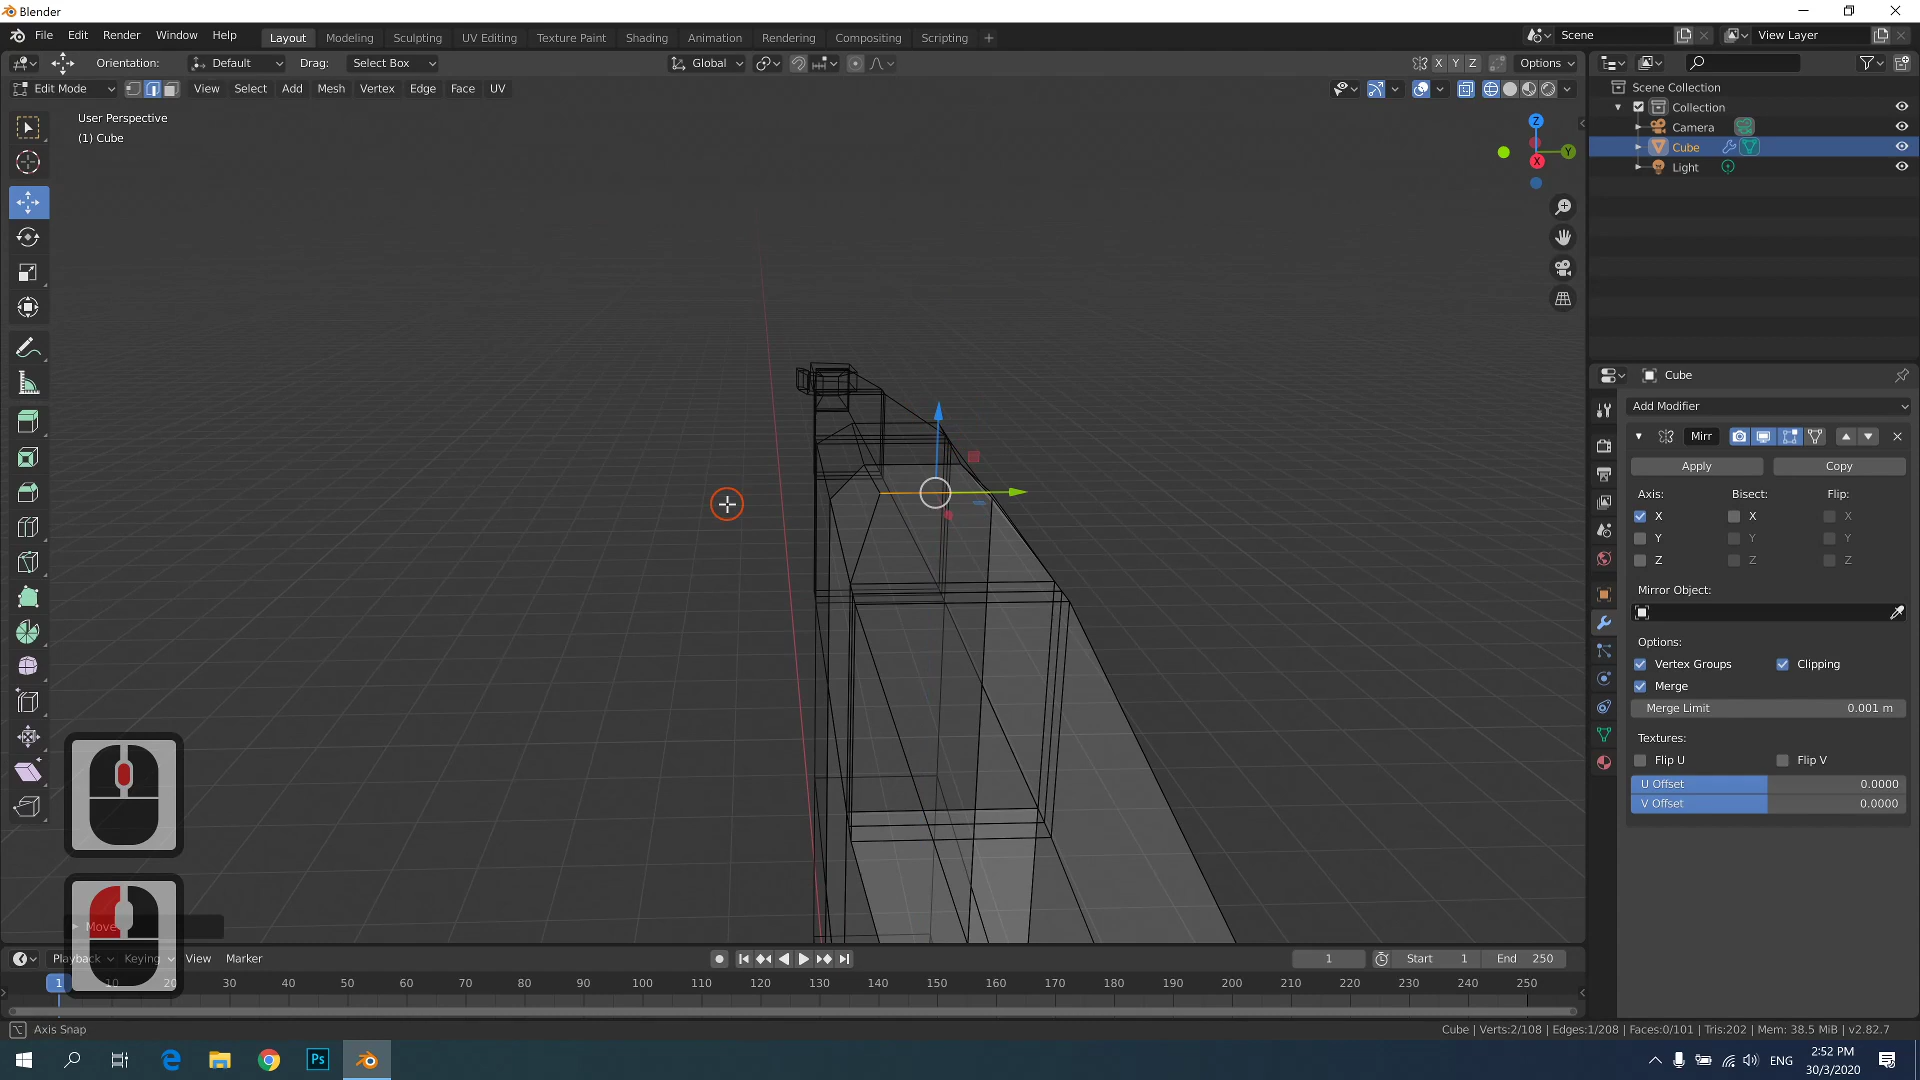 Blender
File Edit Render Window Help Layout Modeling Sculpting UV Editing Texture Paint Shading Animation Rendering Compositing Scripting + Scene View Layer
Orientation: Default Drag: Select Box Global X Y Z Options
Edit Mode View Select Add Mesh Vertex Edge Face UV
User Perspective
(1) Cube
Z
Y
X
Scene Collection
Collection
Camera
Cube
Light
Cube
Add Modifier
Mirr
Apply Copy
Axis: Bisect: Flip:
X X X
Y Y Y
Z Z Z
Mirror Object:
Options:
Vertex Groups Clipping
Merge
Merge Limit 0.001 m
Textures:
Flip U Flip V
U Offset 0.0000
V Offset 0.0000
Move
Playback Keying View Marker 1 Start 1 End 250
1 10 20 30 40 50 60 70 80 90 100 110 120 130 140 150 160 170 180 190 200 210 220 230 240 250
Axis Snap Cube | Verts:2/108 | Edges:1/208 | Faces:0/101 | Tris:202 | Mem: 38.5 MiB | v2.82.7
Ps ENG 2:52 PM
30/3/2020